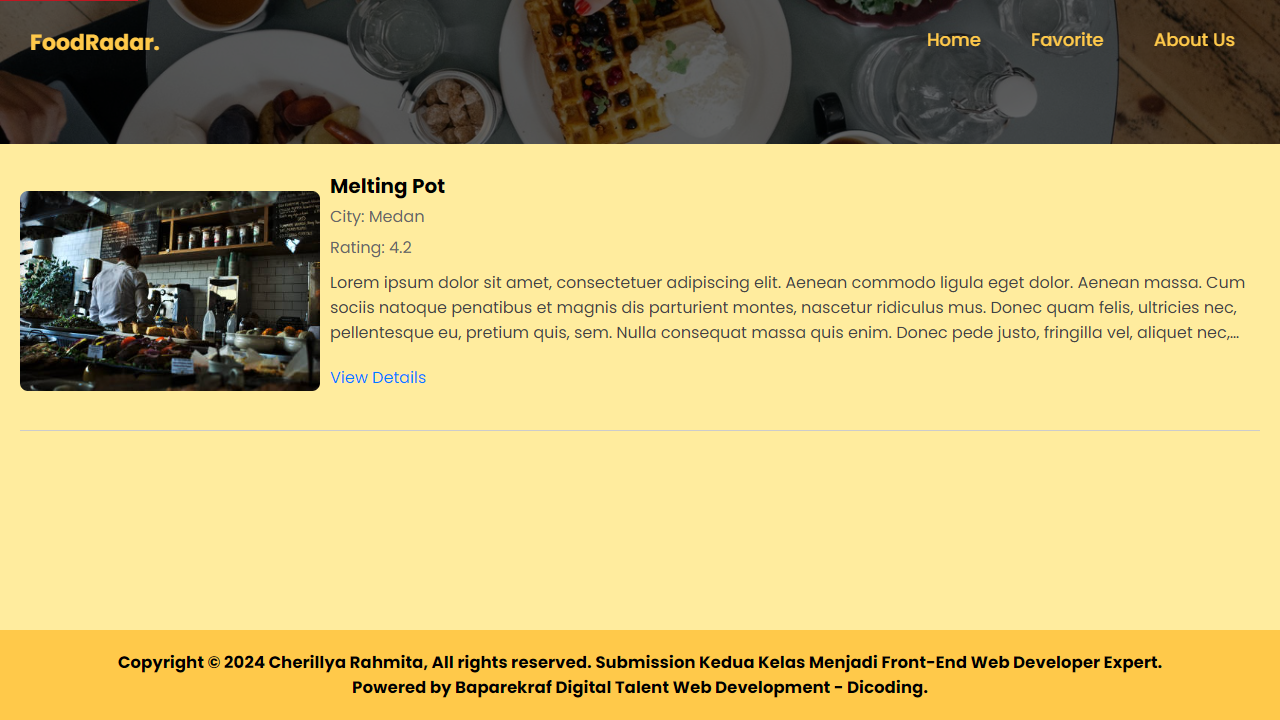 FoodRadar.
Home Favorite About Us
Melting Pot
City: Medan
Rating: 4.2
Lorem ipsum dolor sit amet, consectetuer adipiscing elit. Aenean commodo ligula eget dolor. Aenean massa. Cum
sociis natoque penatibus et magnis dis parturient montes, nascetur ridiculus mus. Donec quam felis, ultricies nec,
pellentesque eu, pretium quis, sem. Nulla consequat massa quis enim. Donec pede justo, fringilla vel, aliquet nec,...
View Details
Copyright © 2024 Cherillya Rahmita, All rights reserved. Submission Kedua Kelas Menjadi Front-End Web Developer Expert.
Powered by Baparekraf Digital Talent Web Development - Dicoding.